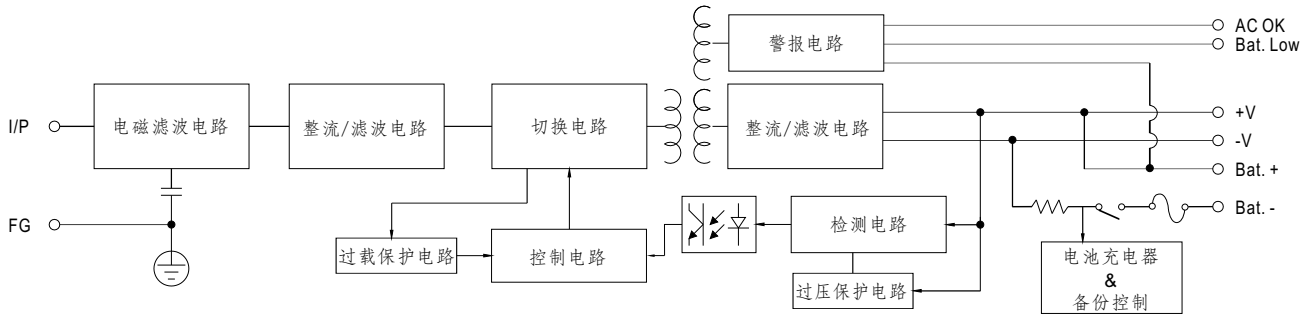 警报电路
AC OK
Bat. Low
I/P
电磁滤波电路
整流/滤波电路
切换电路
整流/滤波电路
+V
-V
Bat. +
Bat. -
FG
过载保护电路
控制电路
检测电路
过压保护电路
电池充电器
&
备份控制